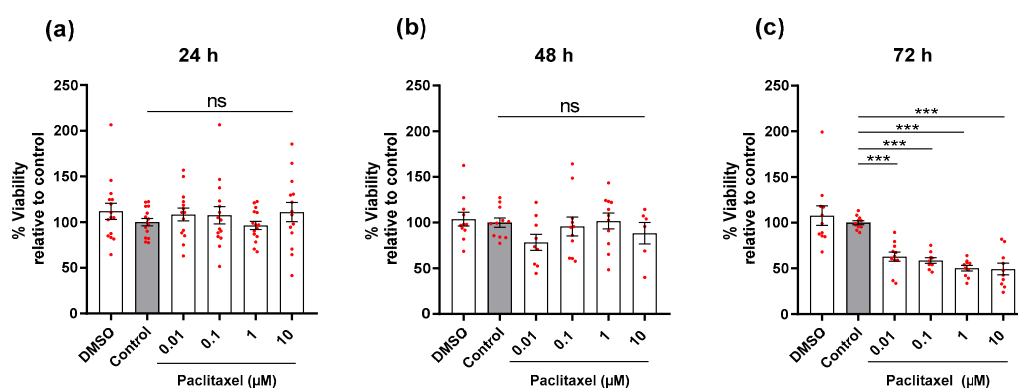 (a)
24 h
% Viability
relative to control
250
200
150
100
50
0
ns
DMSO
Control
0.01
0.1
1
10
Paclitaxel (µM)
(b)
48 h
% Viability
relative to control
250
200
150
100
50
0
ns
DMSO
Control
0.01
0.1
1
10
Paclitaxel (µM)
(c)
72 h
% Viability
relative to control
250
200
150
100
50
0
***
***
***
***
DMSO
Control
0.01
0.1
1
10
Paclitaxel (µM)